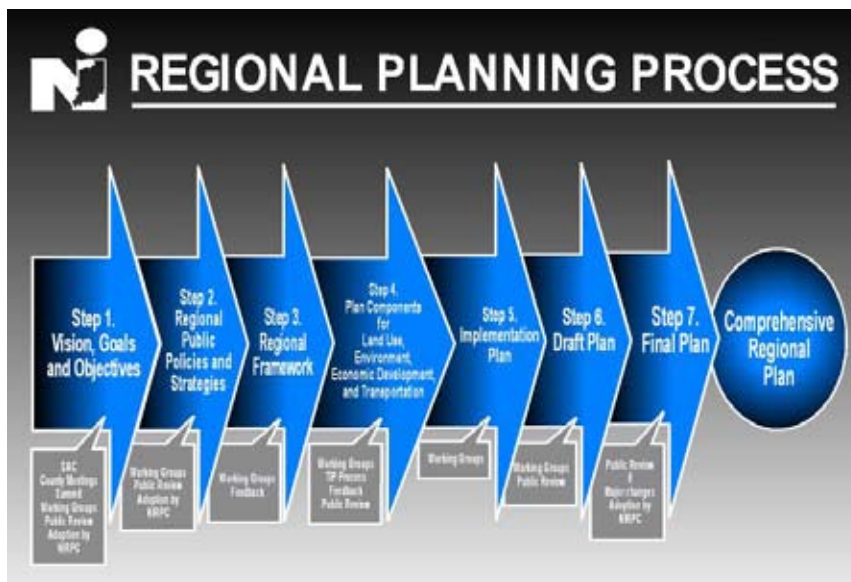 NI
REGIONAL PLANNING PROCESS
Step 1.
Vision, Goals
and Objectives
Step 2.
Regional
Public
Policies and
Strategies
Step 3.
Regional
Framework
Step 4.
Plan Components
for
Land Use,
Environment,
Economic Development,
and Transportation
Step 5.
Implementation
Plan
Step 6.
Draft Plan
Step 7.
Final Plan
Comprehensive
Regional
Plan
County Meetings
Summit
Working Groups
Public Review
Adoption by
NIRPC
Working Groups
Public Review
Adoption by
NIRPC
Working Groups
Feedback
Working Groups
TIP Process
Feedback
Public Review
Working Groups
Working Groups
Public Review
Public Review
Adoption by
NIRPC